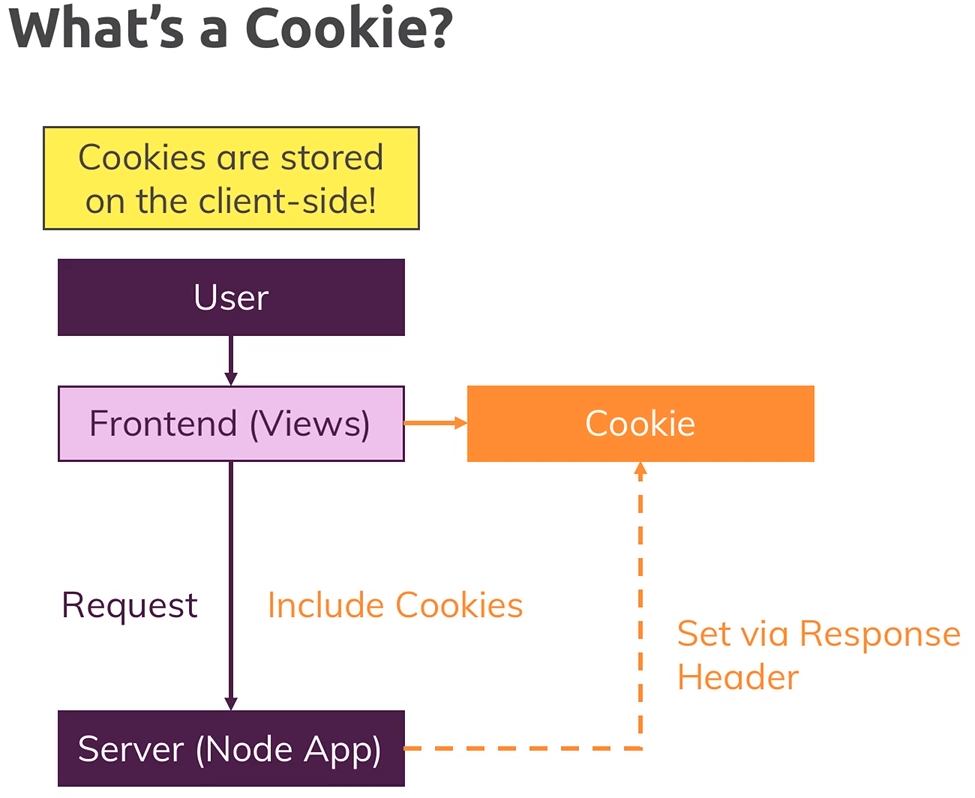 What's a Cookie?
Cookies are stored
on the client-side!
User
Frontend (Views)
Cookie
Request
Include Cookies
Set via Response
Header
Server (Node App)